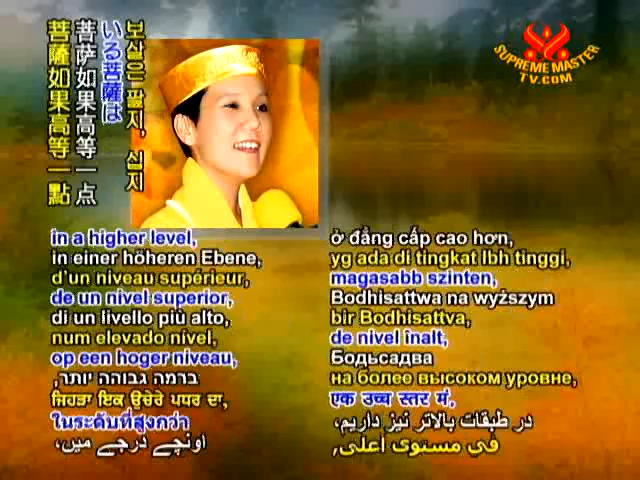 菩薩如果高等一點
菩萨如果高等一点
いる菩薩は
보살은 팔지, 십지
SUPREME MASTER
TV.COM
in a higher level,
in einer höheren Ebene,
d'un niveau supérieur,
de un nivel superior,
di un livello più alto,
num elevado nível,
op een hoger niveau,
ברמה גבוהה יותר,
ਜਿਹੜਾ ਇਕ ਉਚੇਰੇ ਪਧਰ ਦਾ,
ในระดับที่สูงกว่า
اونچے درجے میں،
ở đẳng cấp cao hơn,
yg ada di tingkat lbh tinggi,
magasabb szinten,
Bodhisattwa na wyższym
bir Bodhisattva,
de nivel înalt,
Бодьсадва
на более высоком уровне,
एक उच्च स्तर में,
در طبقات بالاتر نیز داریم،
في مستوى اعلى,